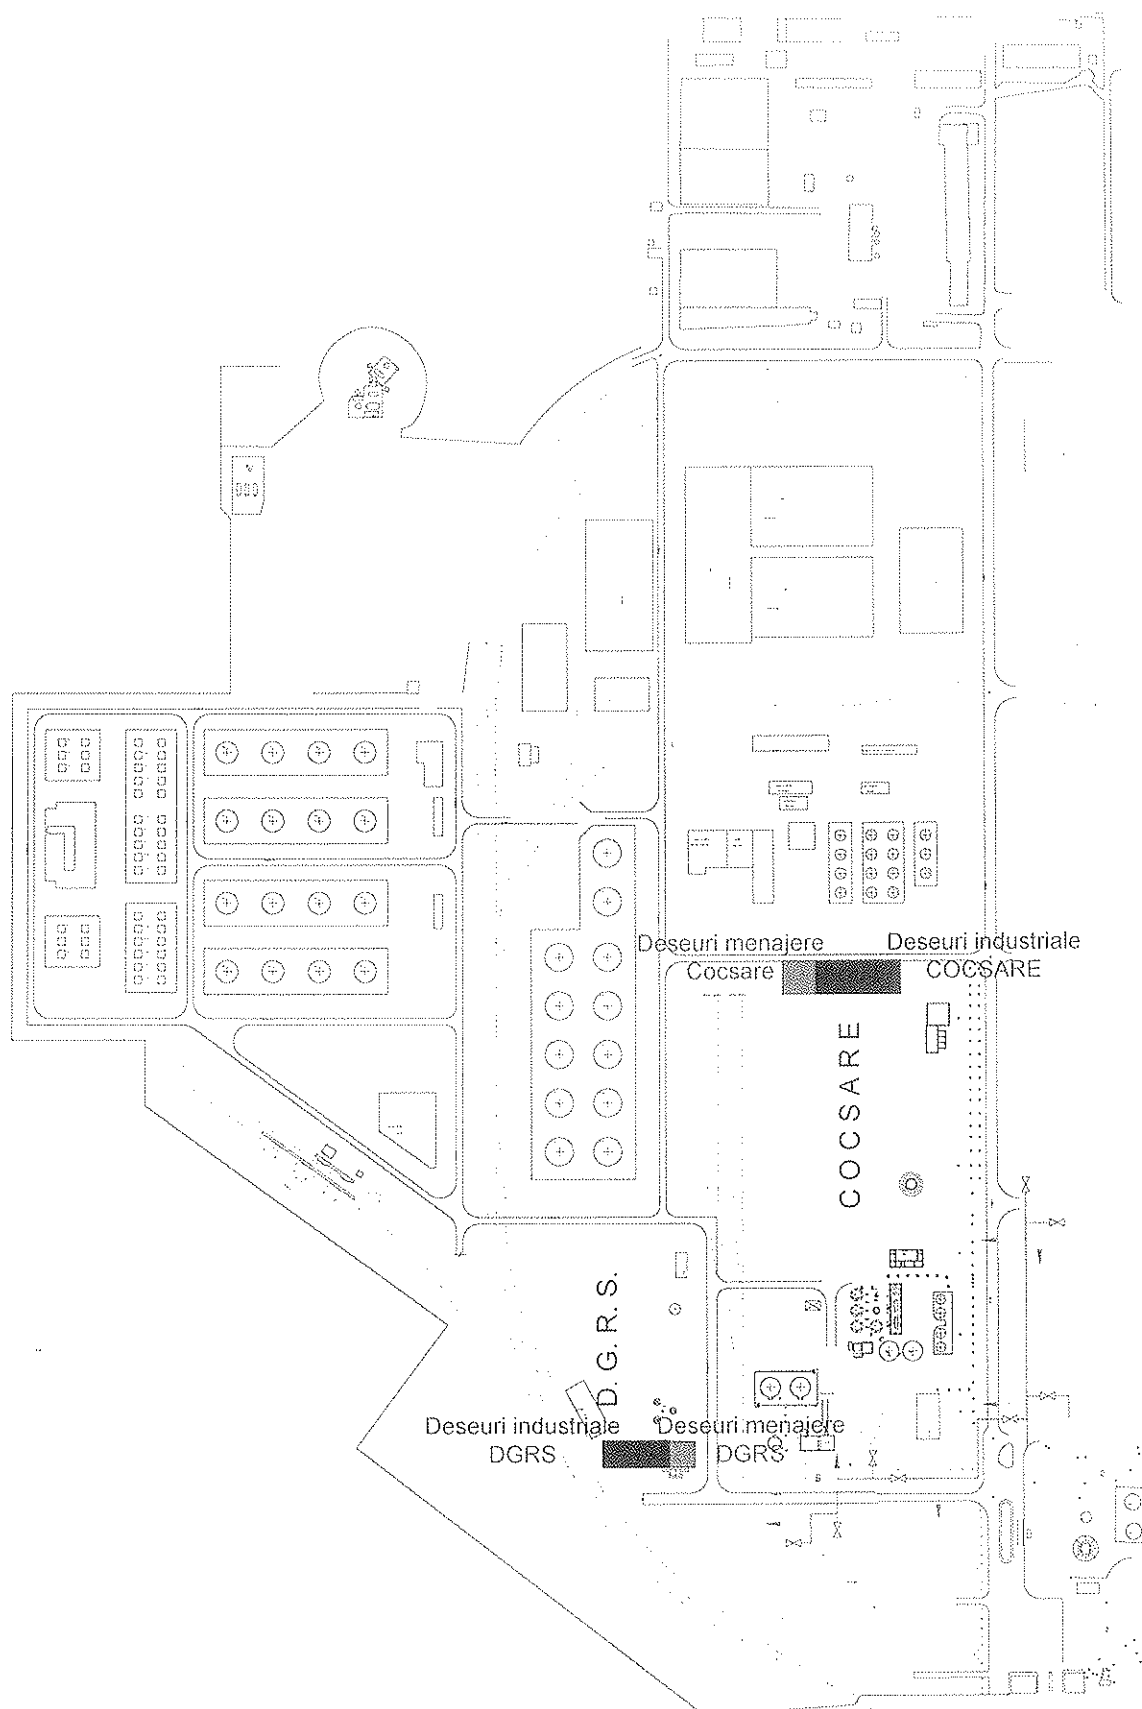 Deseuri menajere
Cocsare
Deseuri industriale
COCSARE
COCSARE
D. G. R. S.
Deseuri industriale
DGRS
Deseuri menajere
DGRS